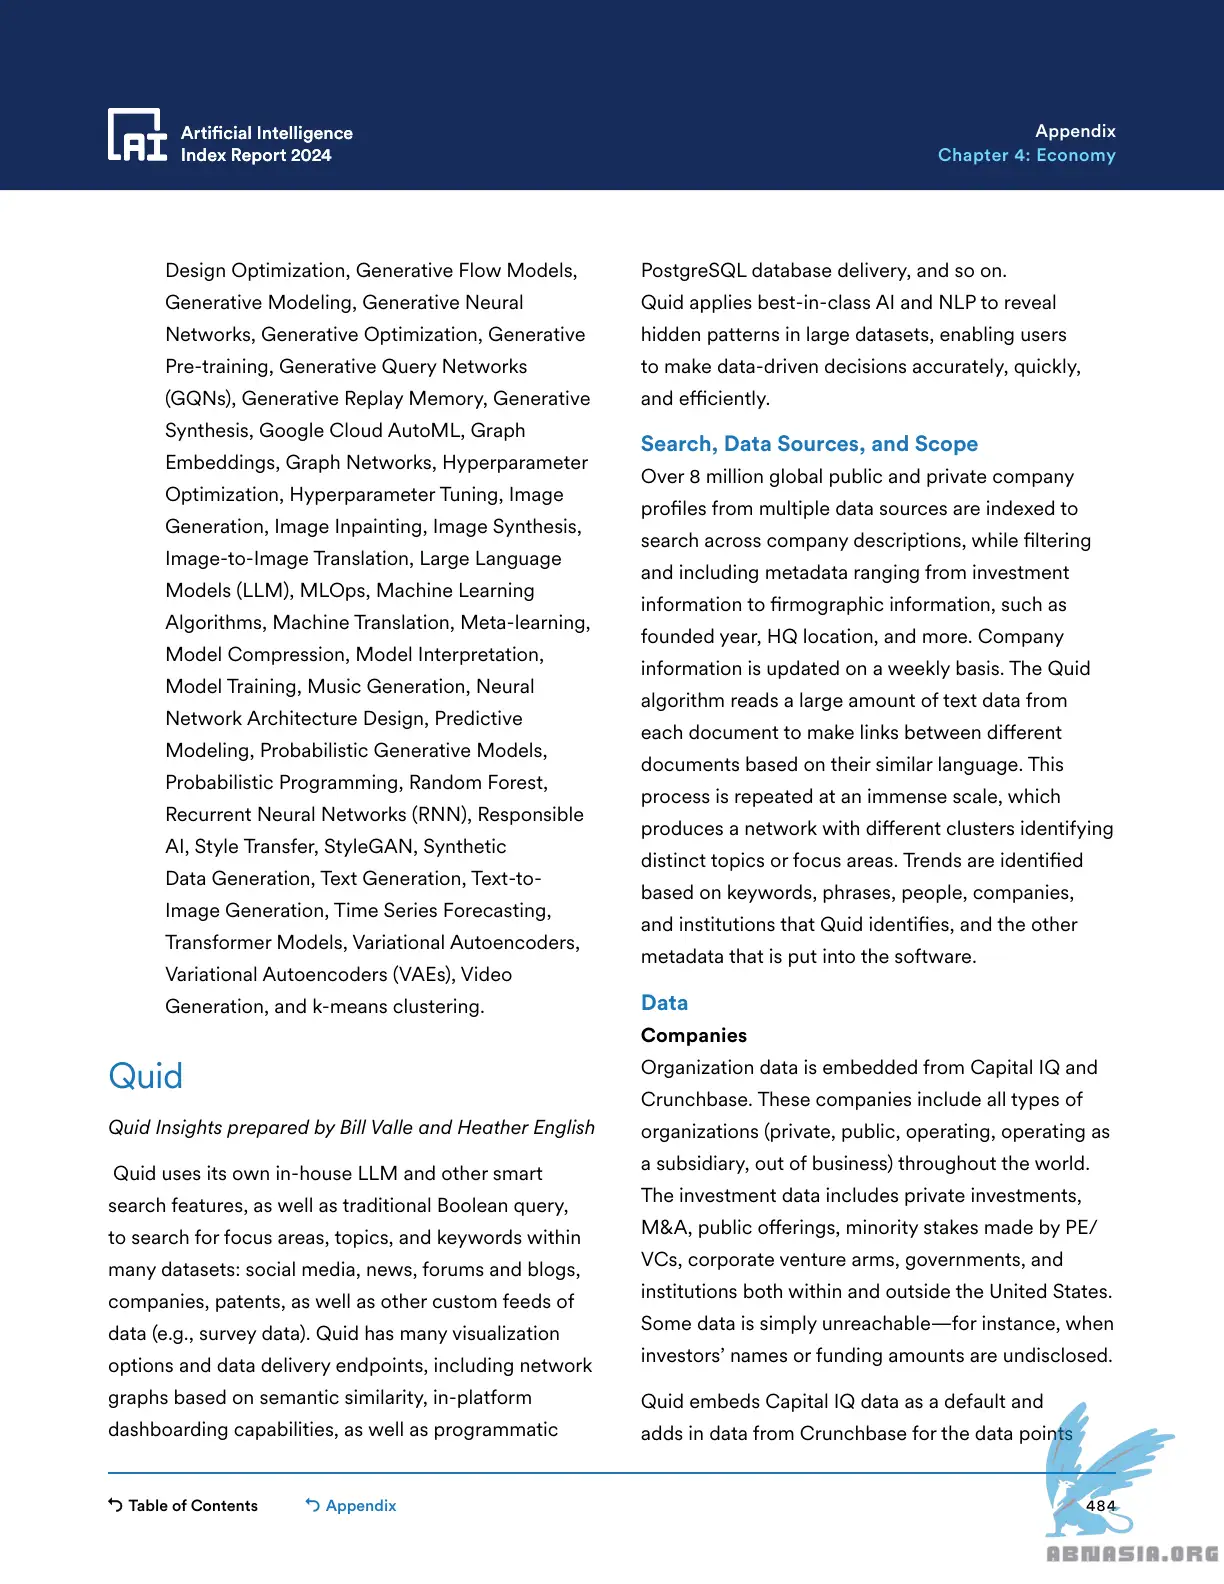 Artificial Intelligence
Index Report 2024
Appendix
Chapter 4: Economy
Design Optimization, Generative Flow Models,
Generative Modeling, Generative Neural
Networks, Generative Optimization, Generative
Pre-training, Generative Query Networks
(GQNs), Generative Replay Memory, Generative
Synthesis, Google Cloud AutoML, Graph
Embeddings, Graph Networks, Hyperparameter
Optimization, Hyperparameter Tuning, Image
Generation, Image Inpainting, Image Synthesis,
Image-to-Image Translation, Large Language
Models (LLM), MLOps, Machine Learning
Algorithms, Machine Translation, Meta-learning,
Model Compression, Model Interpretation,
Model Training, Music Generation, Neural
Network Architecture Design, Predictive
Modeling, Probabilistic Generative Models,
Probabilistic Programming, Random Forest,
Recurrent Neural Networks (RNN), Responsible
AI, Style Transfer, StyleGAN, Synthetic
Data Generation, Text Generation, Text-to-
Image Generation, Time Series Forecasting,
Transformer Models, Variational Autoencoders,
Variational Autoencoders (VAEs), Video
Generation, and k-means clustering.
Quid
Quid Insights prepared by Bill Valle and Heather English
Quid uses its own in-house LLM and other smart
search features, as well as traditional Boolean query,
to search for focus areas, topics, and keywords within
many datasets: social media, news, forums and blogs,
companies, patents, as well as other custom feeds of
data (e.g., survey data). Quid has many visualization
options and data delivery endpoints, including network
graphs based on semantic similarity, in-platform
dashboarding capabilities, as well as programmatic
PostgreSQL database delivery, and so on.
Quid applies best-in-class AI and NLP to reveal
hidden patterns in large datasets, enabling users
to make data-driven decisions accurately, quickly,
and efficiently.
Search, Data Sources, and Scope
Over 8 million global public and private company
profiles from multiple data sources are indexed to
search across company descriptions, while filtering
and including metadata ranging from investment
information to firmographic information, such as
founded year, HQ location, and more. Company
information is updated on a weekly basis. The Quid
algorithm reads a large amount of text data from
each document to make links between different
documents based on their similar language. This
process is repeated at an immense scale, which
produces a network with different clusters identifying
distinct topics or focus areas. Trends are identified
based on keywords, phrases, people, companies,
and institutions that Quid identifies, and the other
metadata that is put into the software.
Data
Companies
Organization data is embedded from Capital IQ and
Crunchbase. These companies include all types of
organizations (private, public, operating, operating as
a subsidiary, out of business) throughout the world.
The investment data includes private investments,
M&A, public offerings, minority stakes made by PE/
VCs, corporate venture arms, governments, and
institutions both within and outside the United States.
Some data is simply unreachable—for instance, when
investors’ names or funding amounts are undisclosed.
Quid embeds Capital IQ data as a default and
adds in data from Crunchbase for the data points
Table of Contents
Appendix
484
ABNASIA.ORG